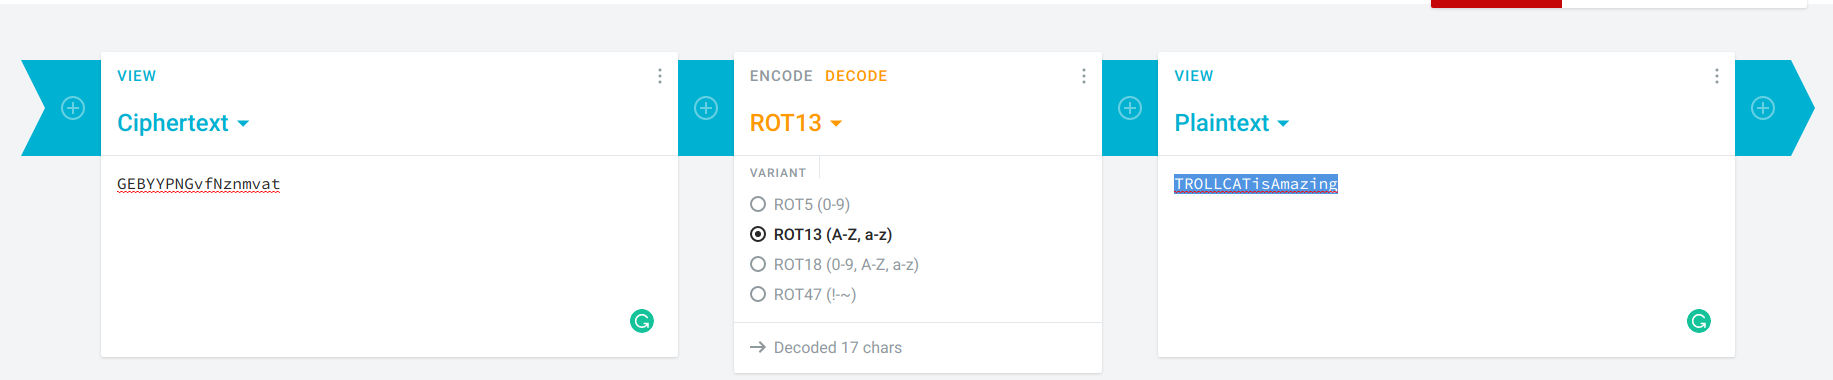 VIEW
Ciphertext
GEBYYPNGvfNznmvat
ENCODE DECODE
ROT13
VARIANT
ROT5 (0-9)
ROT13 (A-Z, a-z)
ROT18 (0-9, A-Z, a-z)
ROT47 (!-~)
→ Decoded 17 chars
VIEW
Plaintext
TROLLCATisAmazing